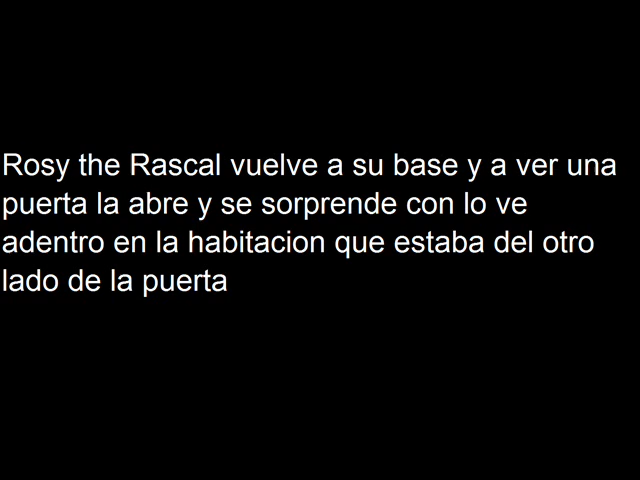 Rosy the Rascal vuelve a su base y a ver una
puerta la abre y se sorprende con lo ve
adentro en la habitacion que estaba del otro
lado de la puerta